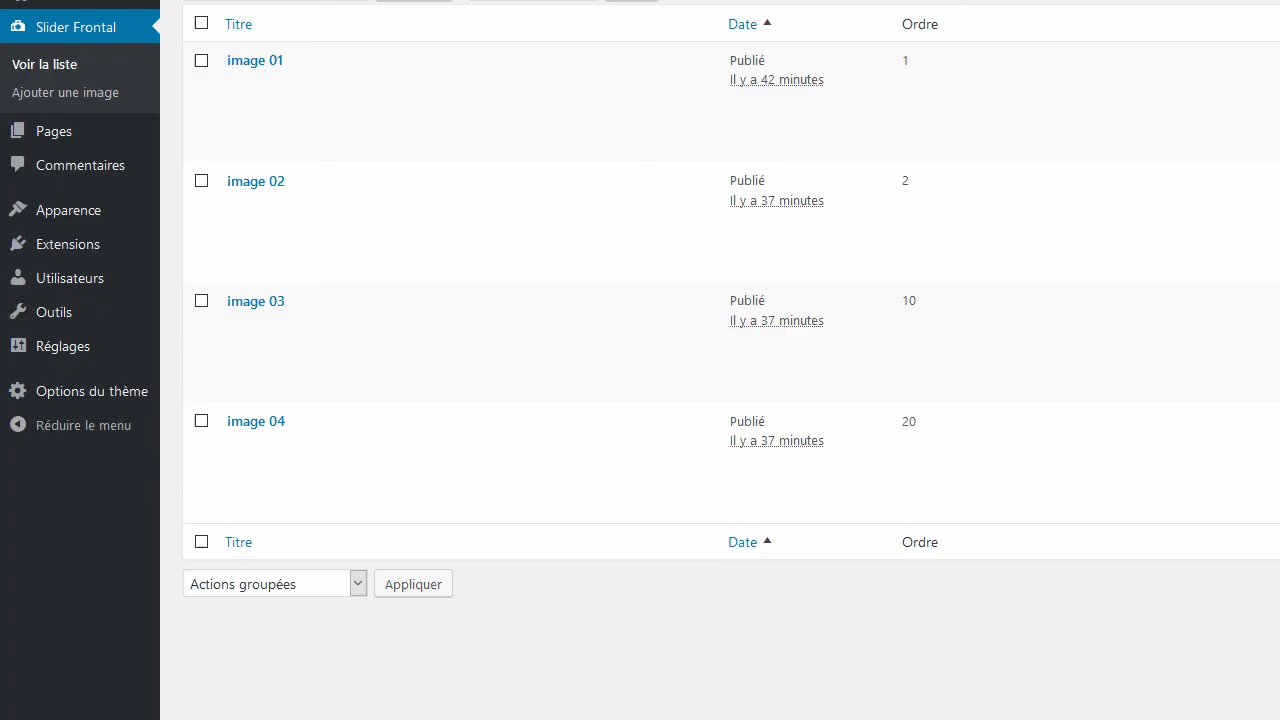 Slider Frontal
Voir la liste
Ajouter une image
Pages
Commentaires
Apparence
Extensions
Utilisateurs
Outils
Réglages
Options du thème
Réduire le menu
Titre Date Ordre
image 01 Publié 1
Il y a 42 minutes
image 02 Publié 2
Il y a 37 minutes
image 03 Publié 10
Il y a 37 minutes
image 04 Publié 20
Il y a 37 minutes
Titre Date Ordre
Actions groupées Appliquer